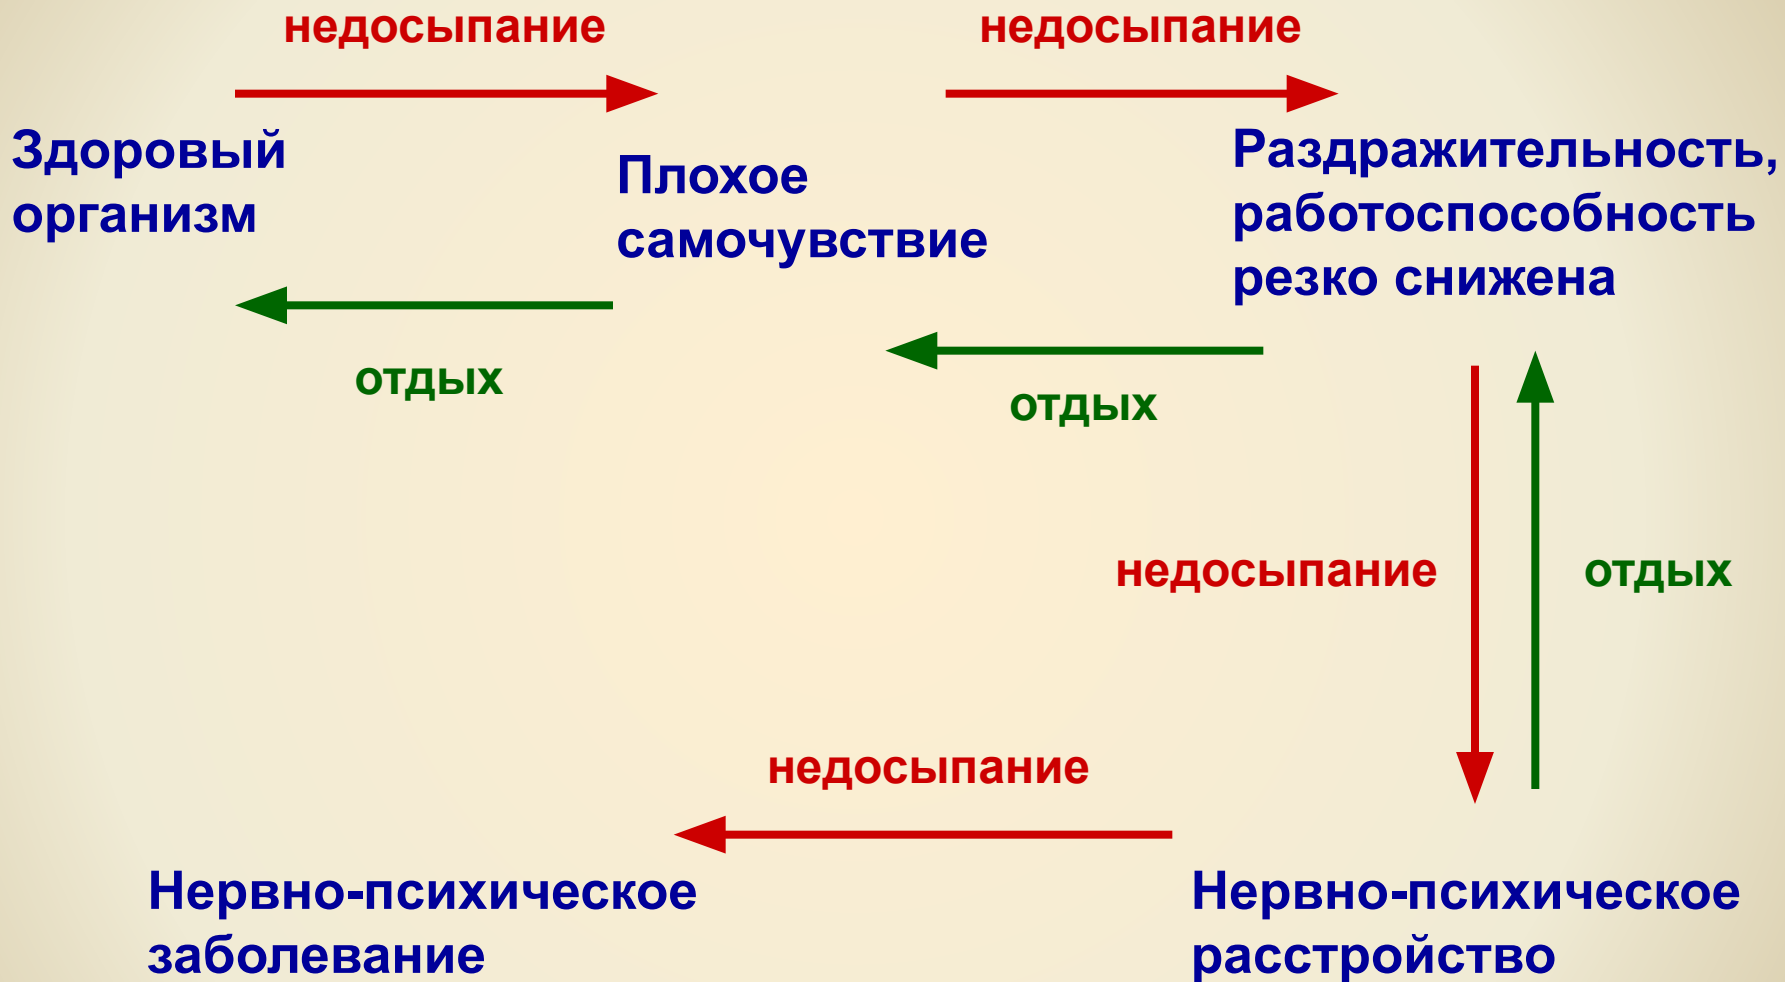 недосыпание
недосыпание
Здоровый
организм
Плохое
самочувствие
Раздражительность,
работоспособность
резко снижена
отдых
отдых
недосыпание
отдых
недосыпание
Нервно-психическое
заболевание
Нервно-психическое
расстройство